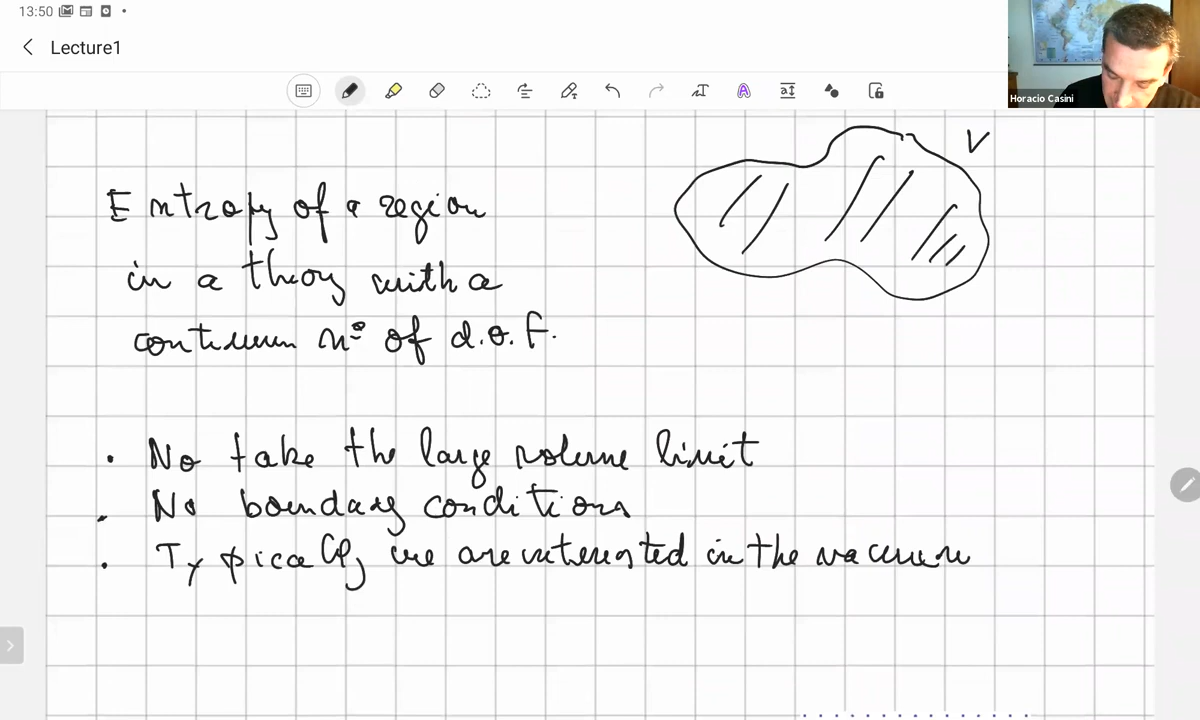 13:50
Lecture1
Horacio Casini
V
Entropy of a region
in a theory with a
continuum nº of d.o.f.
. No take the large volume limit
. No boundary conditions
. Typically we are interested in the vacuum